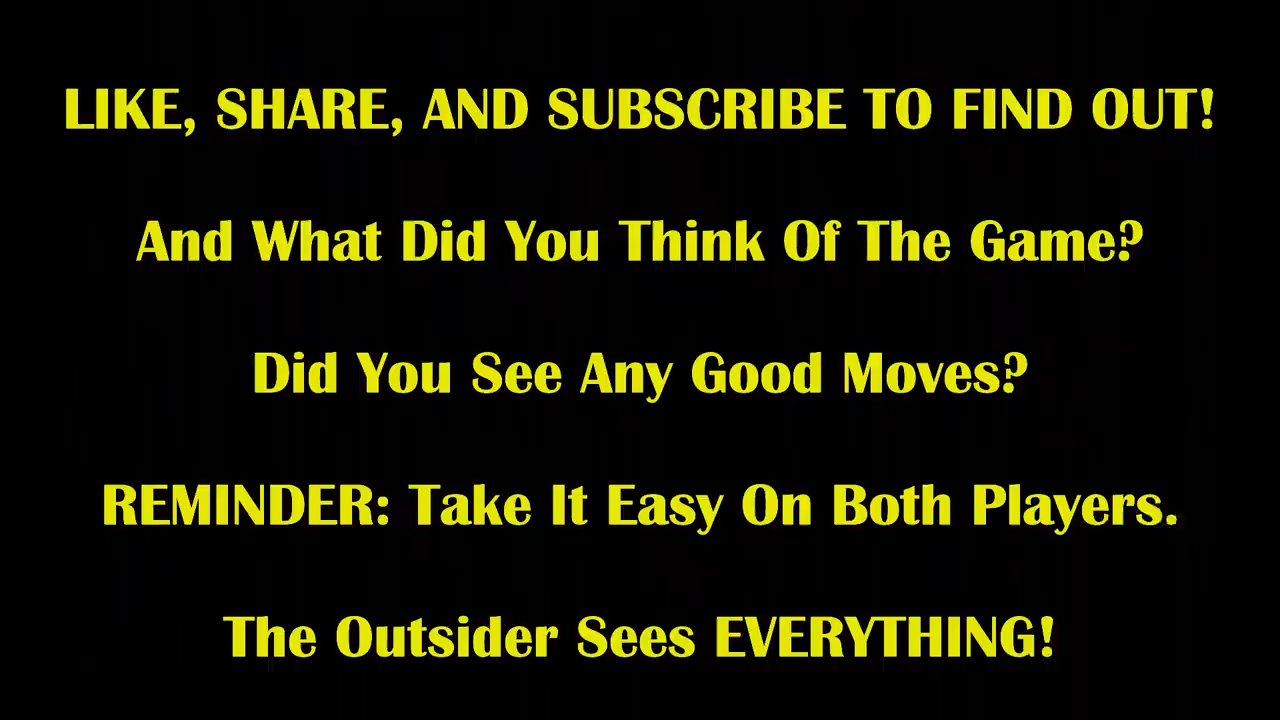 LIKE, SHARE, AND SUBSCRIBE TO FIND OUT!
And What Did You Think Of The Game?
Did You See Any Good Moves?
REMINDER: Take It Easy On Both Players.
The Outsider Sees EVERYTHING!